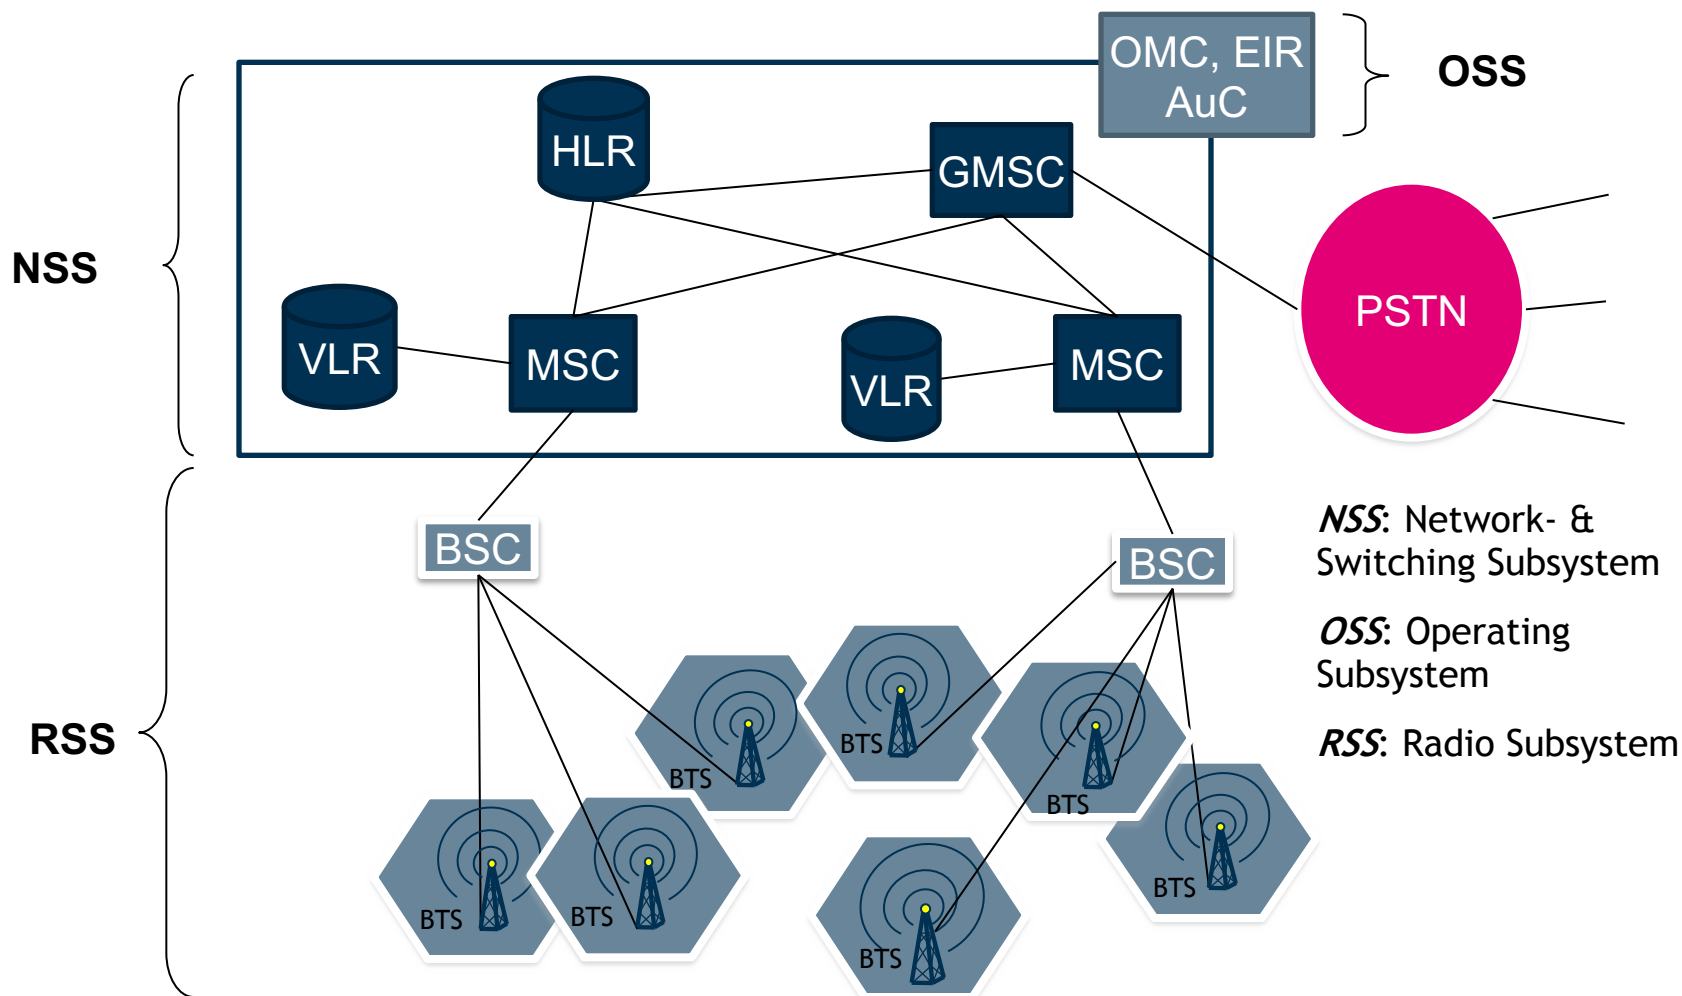 OMC, EIR
AuC
OSS
HLR
GMSC
NSS
PSTN
VLR
MSC
VLR
MSC
BSC
BSC
NSS: Network- &
Switching Subsystem
OSS: Operating
Subsystem
RSS: Radio Subsystem
RSS
BTS
BTS
BTS
BTS
BTS
BTS
BTS